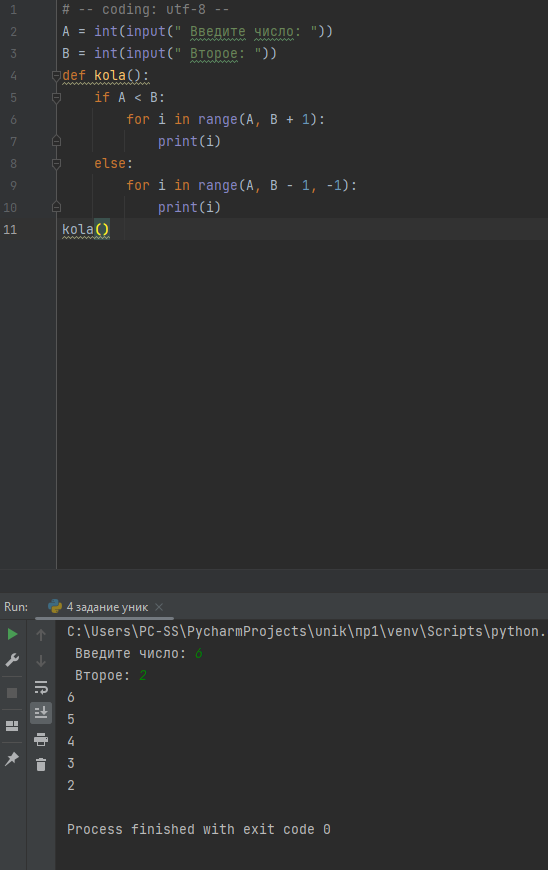 1 # -- coding: utf-8 --
2 A = int(input(" Введите число: "))
3 B = int(input(" Второе: "))
4 def kola():
5     if A < B:
6         for i in range(A, B + 1):
7             print(i)
8     else:
9         for i in range(A, B - 1, -1):
10             print(i)
11 kola()
Run: 4 задание уник
C:\Users\PC-SS\PycharmProjects\unik\пр1\venv\Scripts\python.
Введите число: 6
Второе: 2
6
5
4
3
2
Process finished with exit code 0